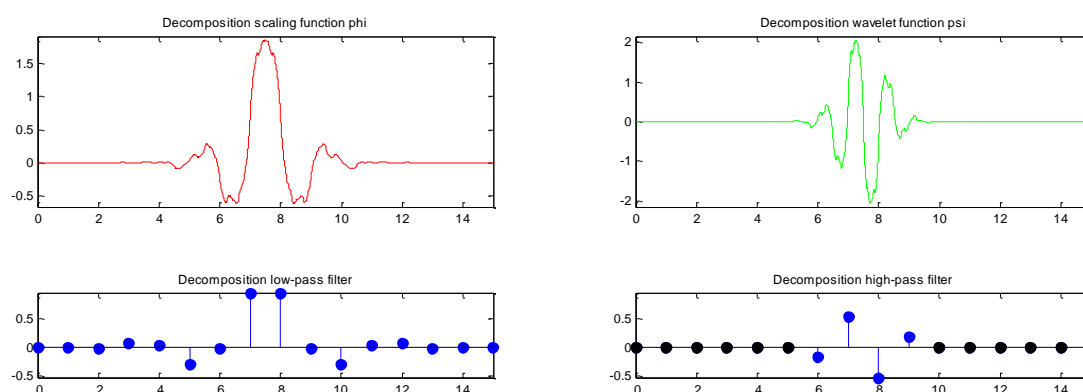 Decomposition scaling function phi
1.5
1
0.5
0
-0.5
0 2 4 6 8 10 12 14
Decomposition wavelet function psi
2
1
0
-1
-2
0 2 4 6 8 10 12 14
Decomposition low-pass filter
0.5
0
-0.5
0 2 4 6 8 10 12 14
Decomposition high-pass filter
0.5
0
-0.5
0 2 4 6 8 10 12 14